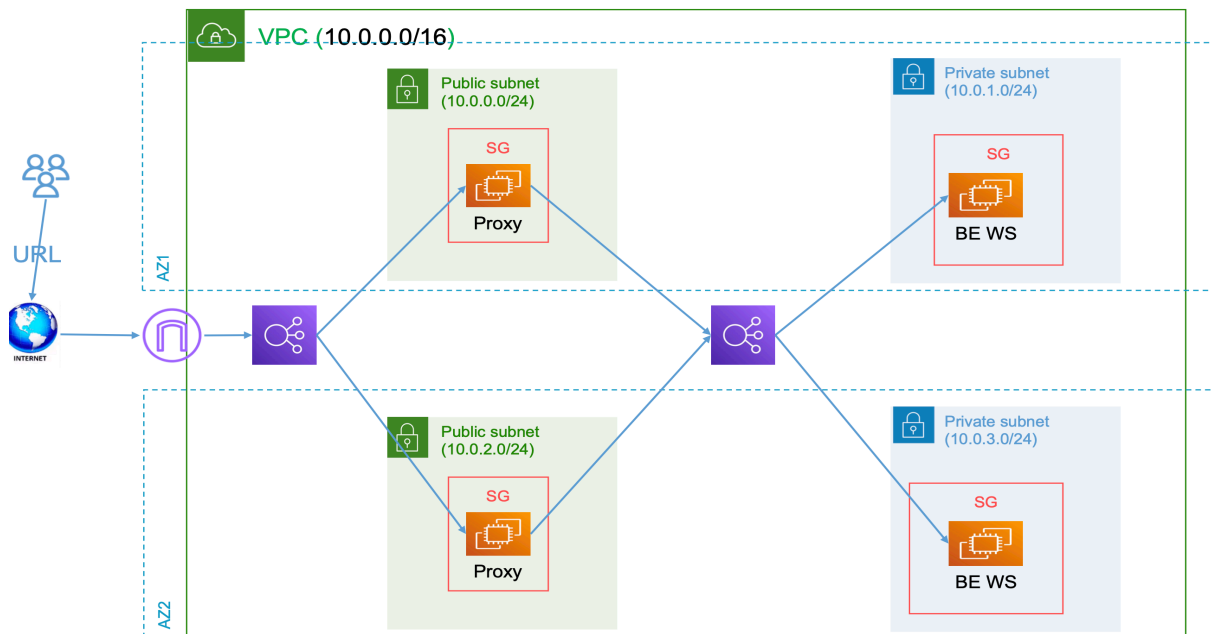 VPC (10.0.0.0/16)
Public subnet
(10.0.0.0/24)
SG
Proxy
Private subnet
(10.0.1.0/24)
SG
BE WS
URL
INTERNET
AZ1
Public subnet
(10.0.2.0/24)
SG
Proxy
Private subnet
(10.0.3.0/24)
SG
BE WS
AZ2